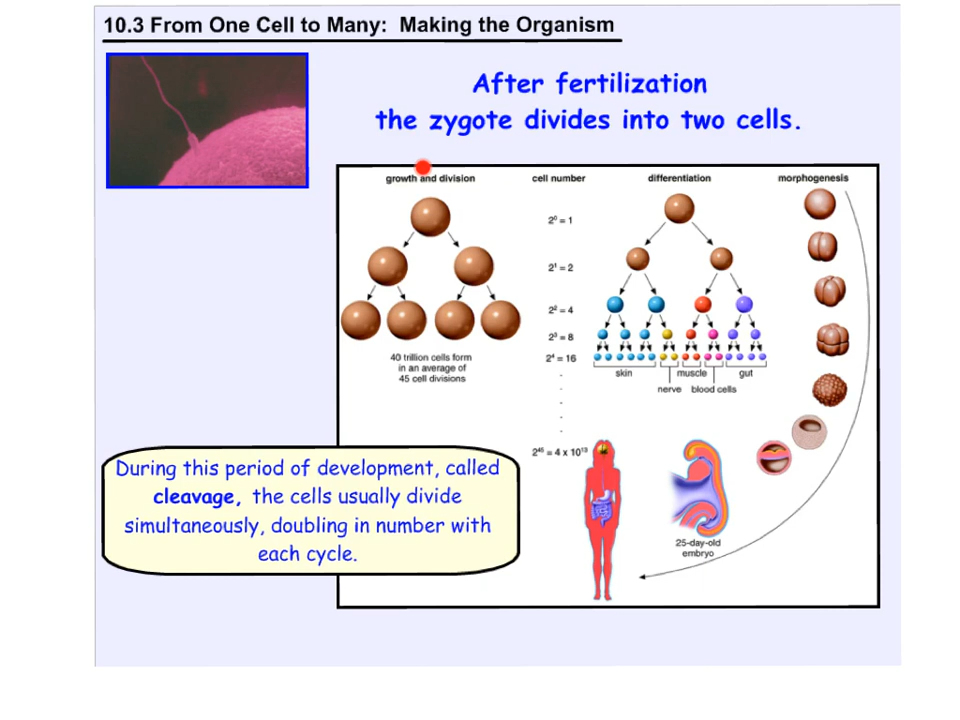 10.3 From One Cell to Many: Making the Organism
After fertilization
the zygote divides into two cells.
growth and division
cell number
differentiation
morphogenesis
2⁰ = 1
2¹ = 2
2² = 4
2³ = 8
2⁴ = 16
40 trillion cells form
in an average of
45 cell divisions
skin
muscle
gut
nerve
blood cells
2⁴⁵ = 4 x 10¹³
25-day-old
embryo
During this period of development, called
cleavage, the cells usually divide
simultaneously, doubling in number with
each cycle.